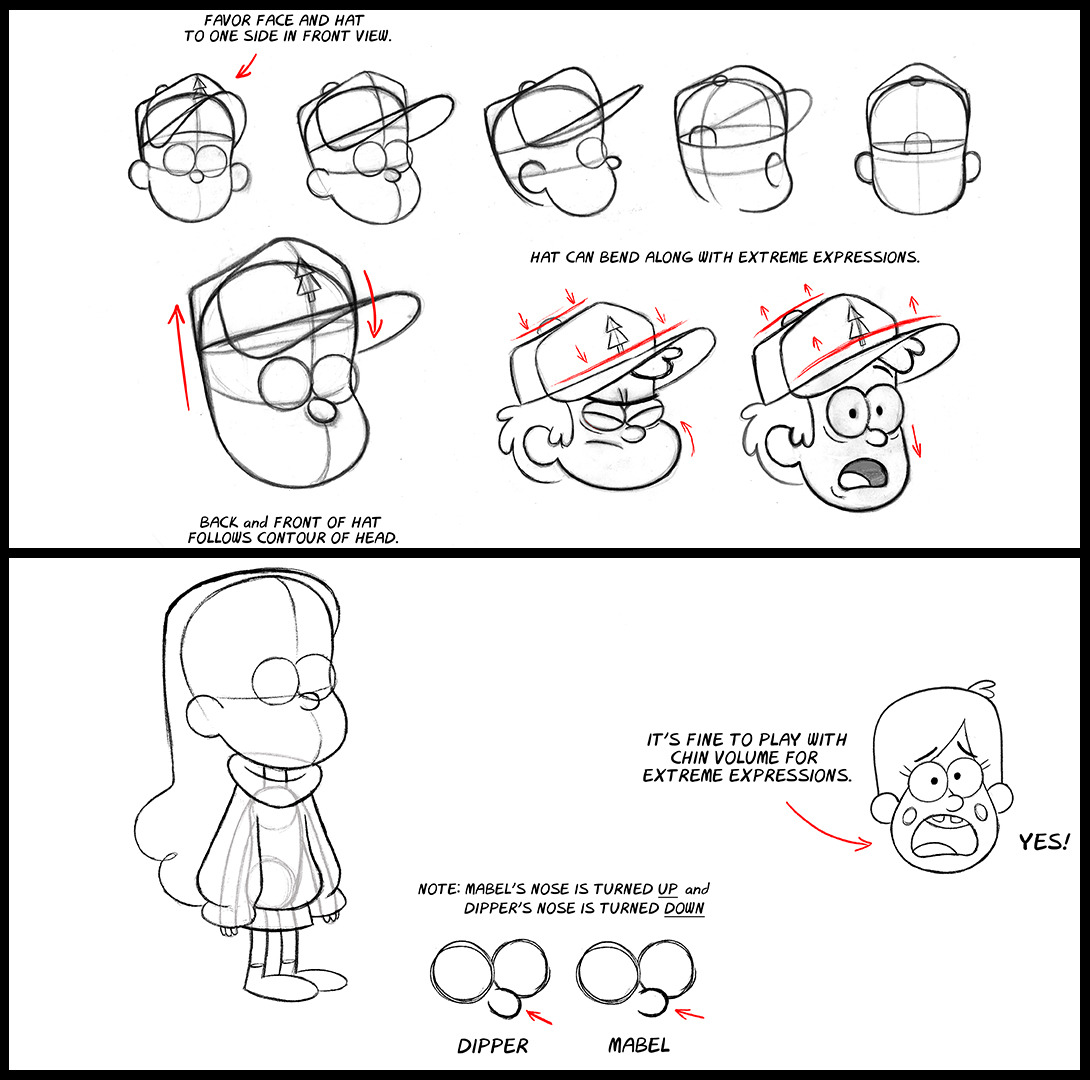 FAVOR FACE AND HAT
TO ONE SIDE IN FRONT VIEW.
HAT CAN BEND ALONG WITH EXTREME EXPRESSIONS.
BACK and FRONT OF HAT
FOLLOWS CONTOUR OF HEAD.
IT'S FINE TO PLAY WITH
CHIN VOLUME FOR
EXTREME EXPRESSIONS.
YES!
NOTE: MABEL'S NOSE IS TURNED UP and
DIPPER'S NOSE IS TURNED DOWN
DIPPER
MABEL